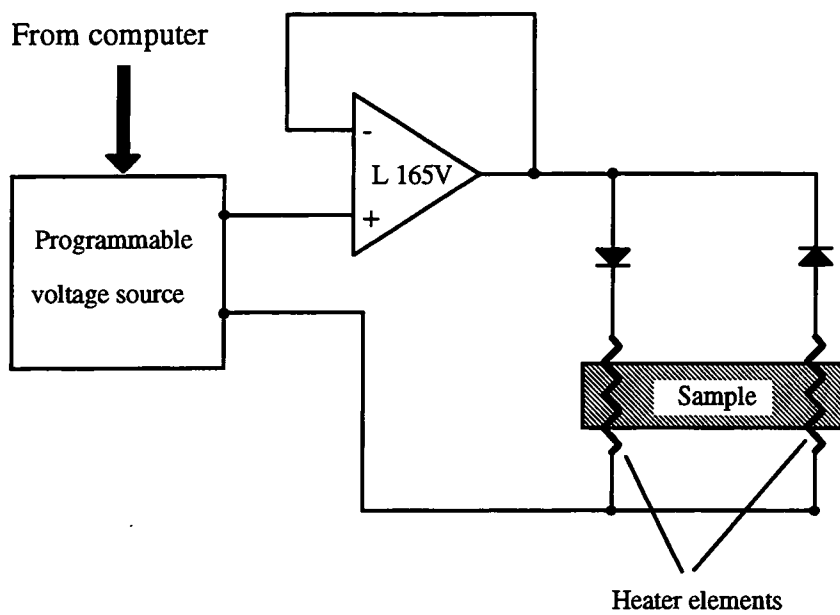 From computer
-
L 165V
+
Programmable
voltage source
Sample
Heater elements